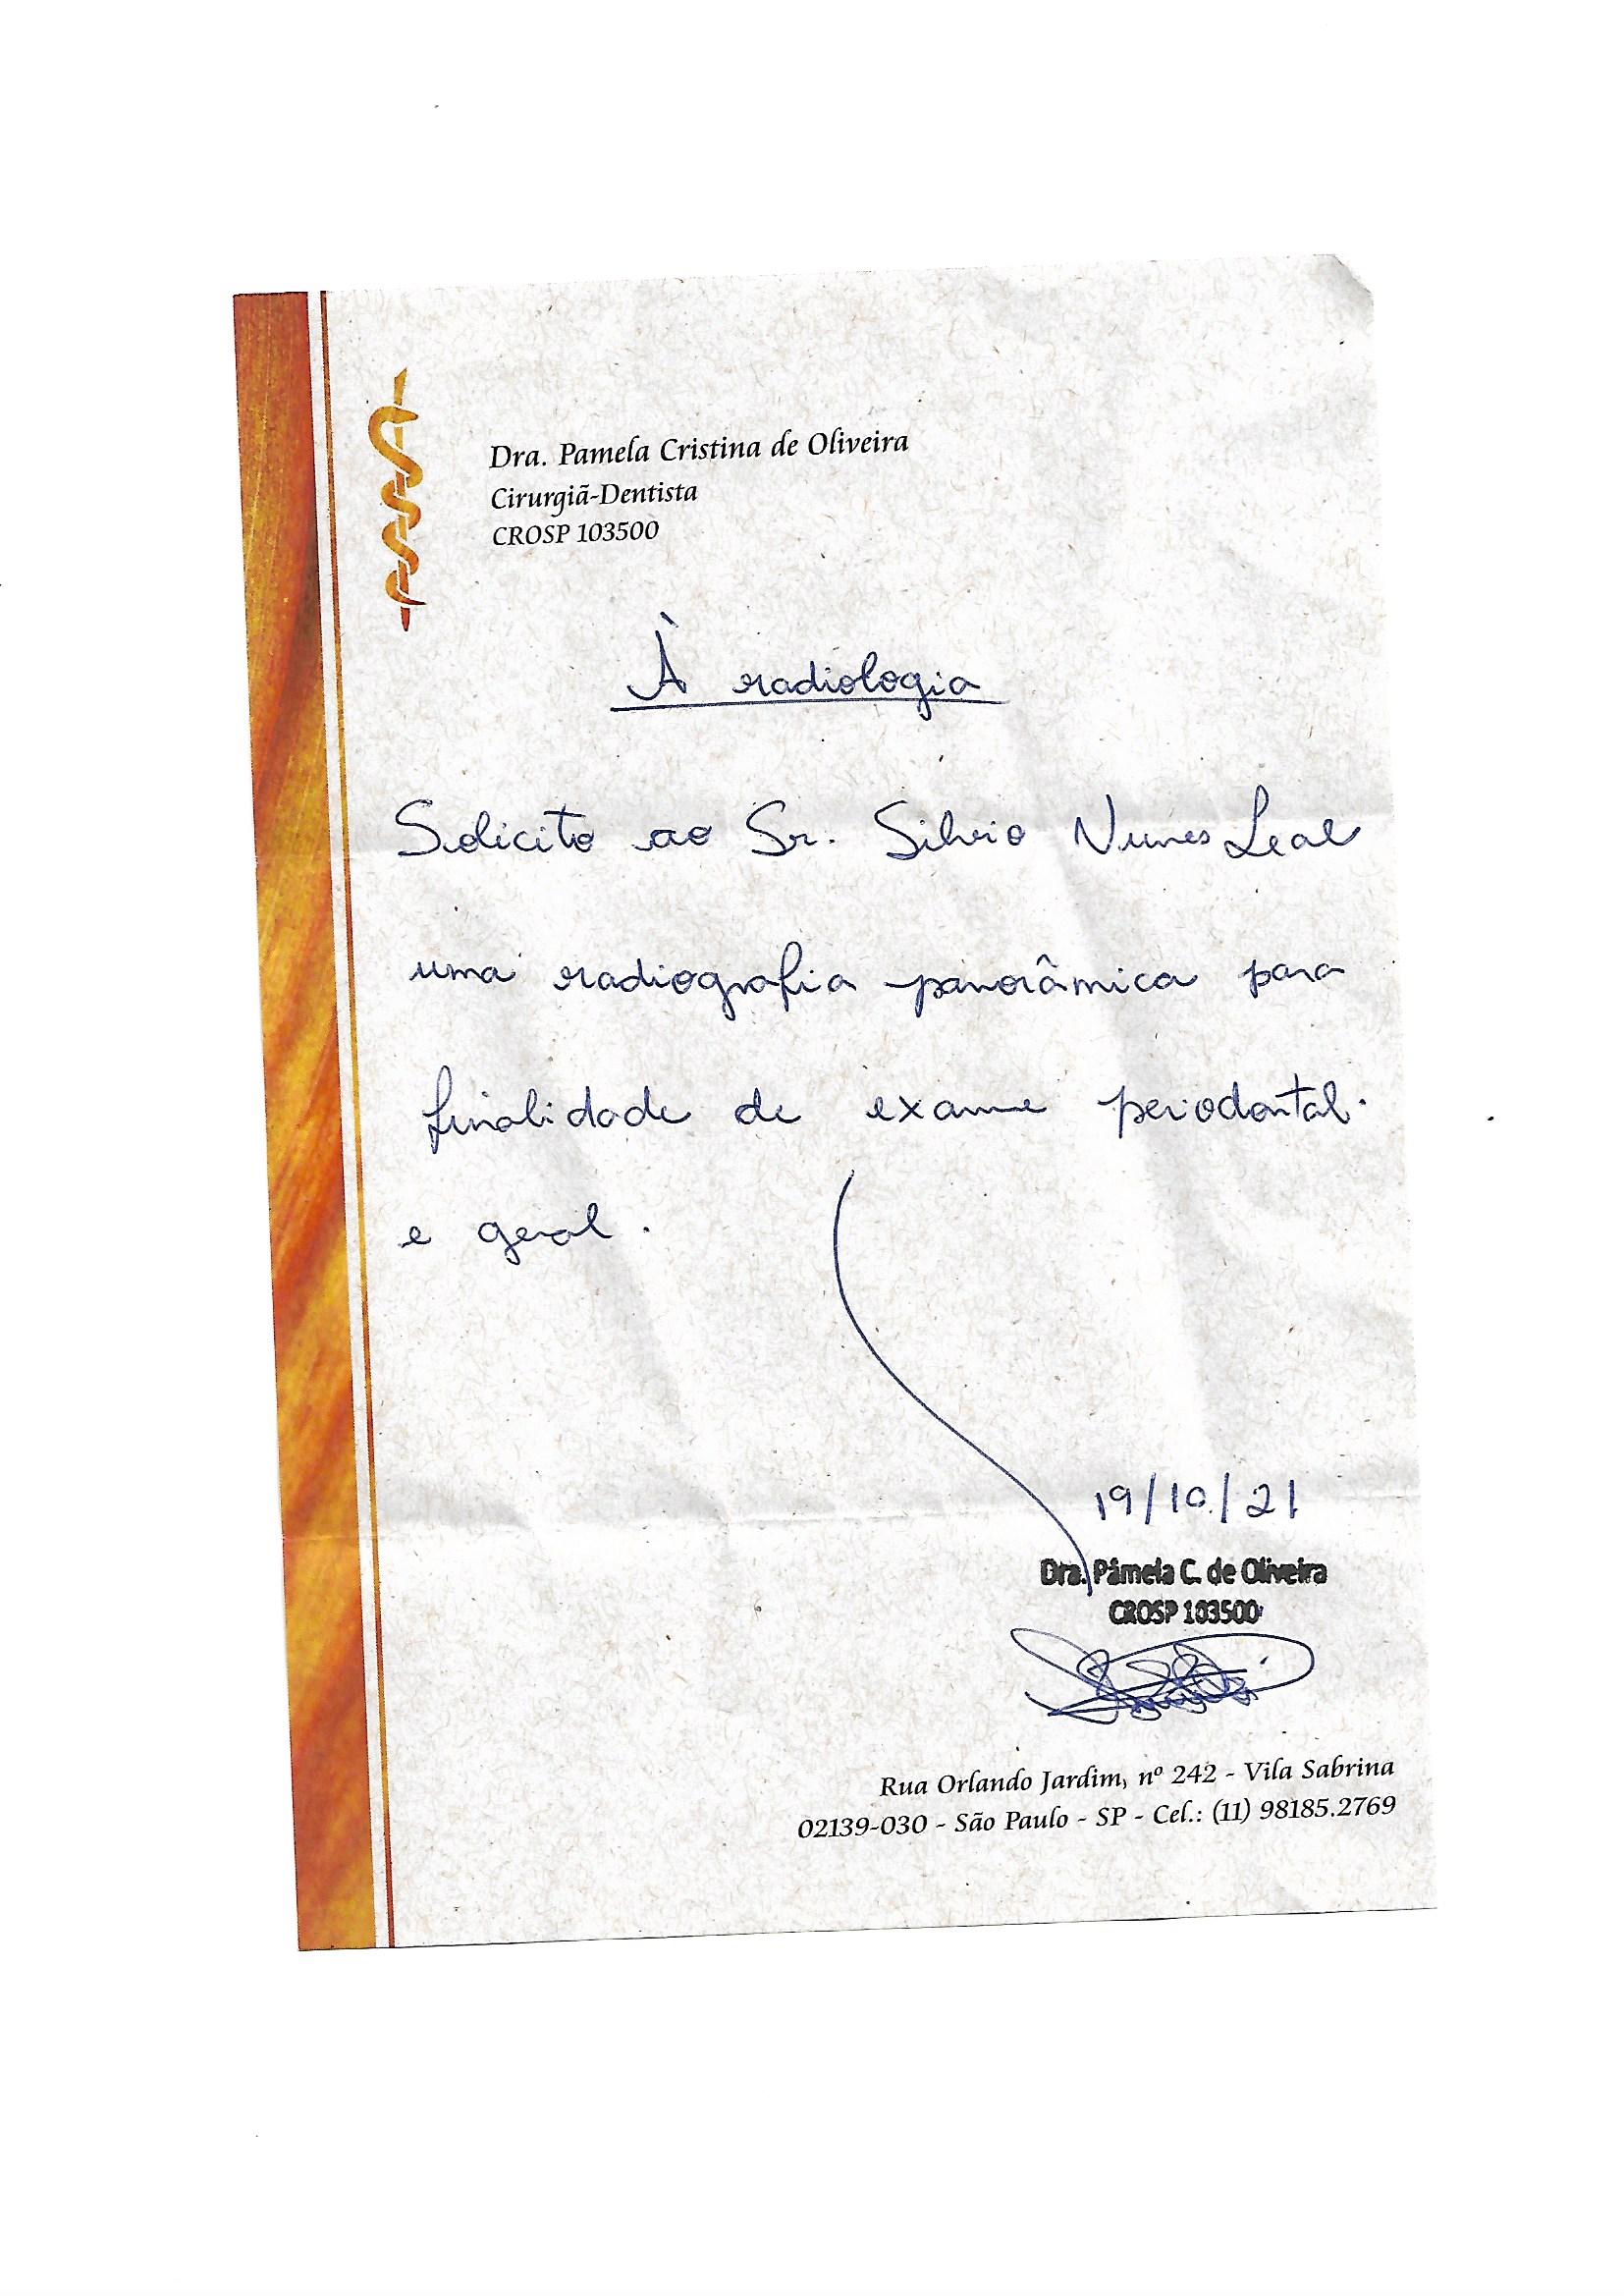 Dra. Pamela Cristina de Oliveira
Cirurgiã-Dentista
CROSP 103500
À radiologia
Solicito ao Sr. Silvio Nunes Leal
uma radiografia panorâmica para
finalidade de exame periodontal.
e geral.
19/10/21
Dra. Pâmela C. de Oliveira
CROSP 103500
Rua Orlando Jardim, nº 242 - Vila Sabrina
02139-030 - São Paulo - SP - Cel.: (11) 98185.2769